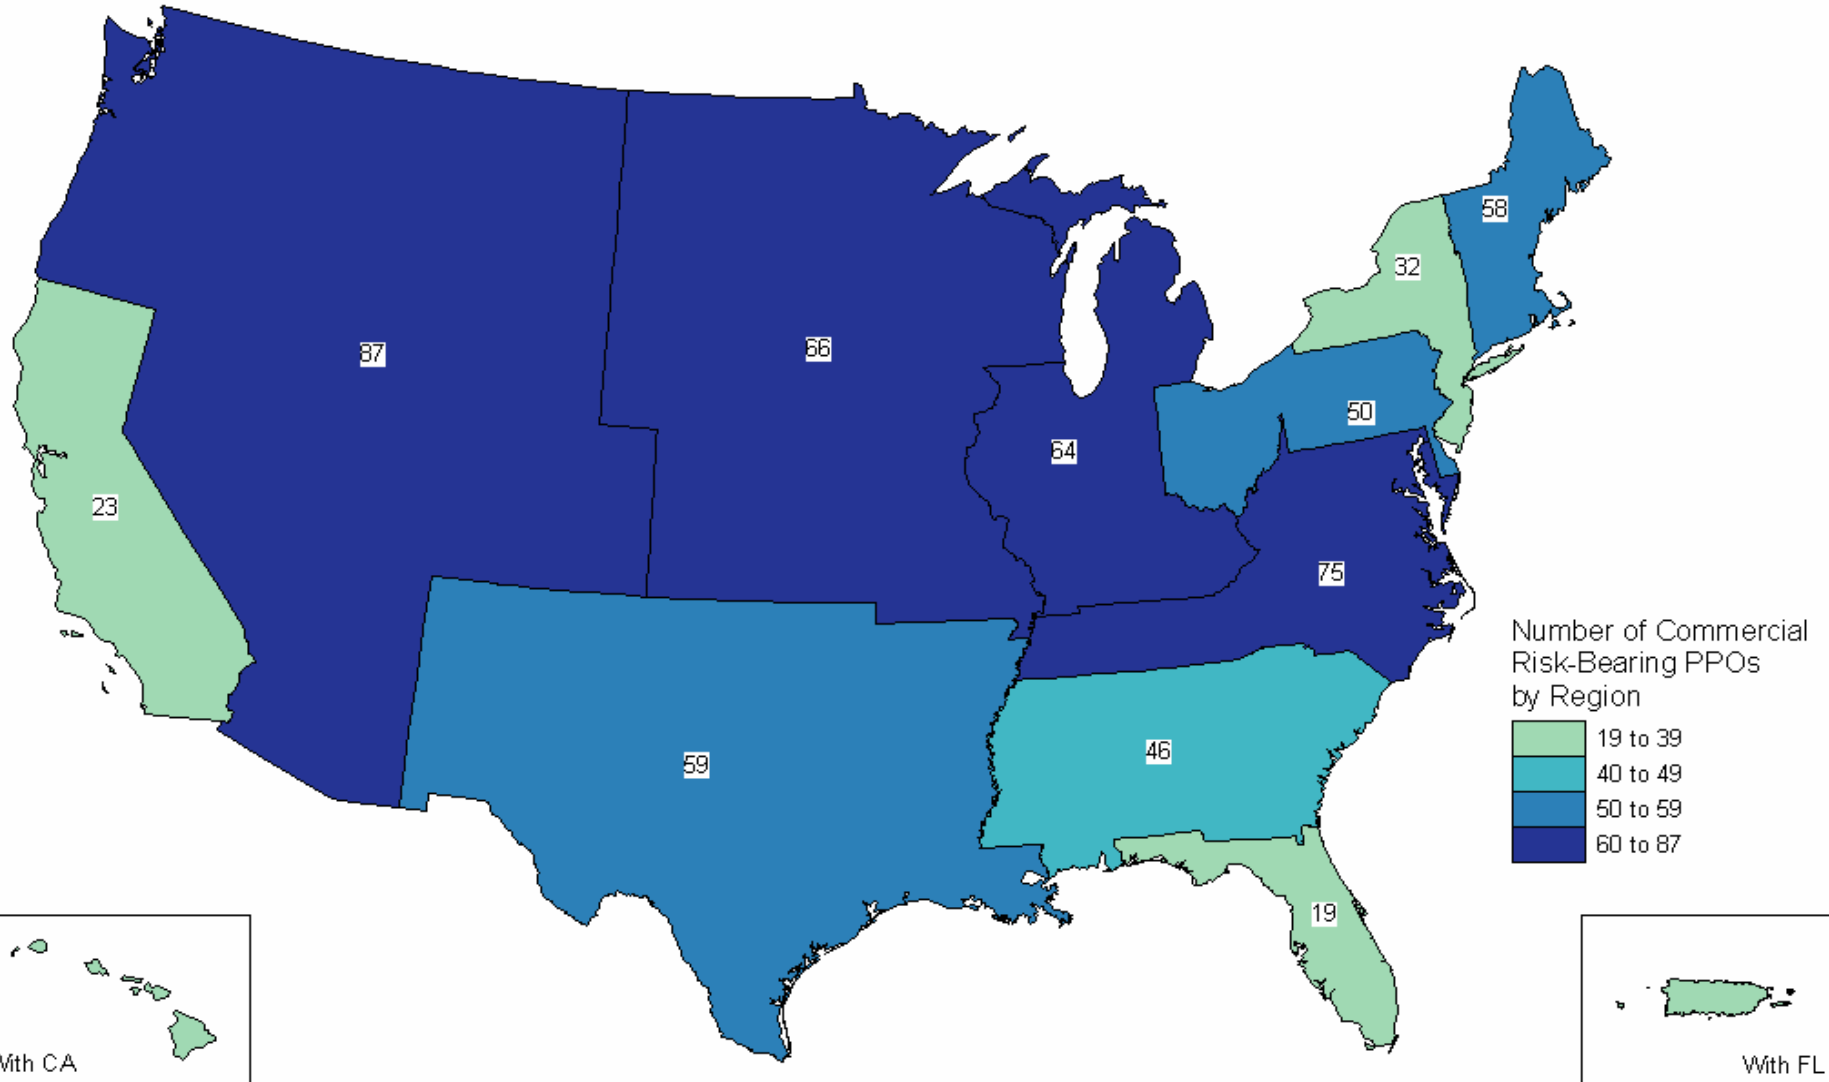 58
32
87
66
50
64
23
75
Number of Commercial
Risk-Bearing PPOs
by Region
19 to 39
40 to 49
50 to 59
60 to 87
46
59
19
With CA
With FL